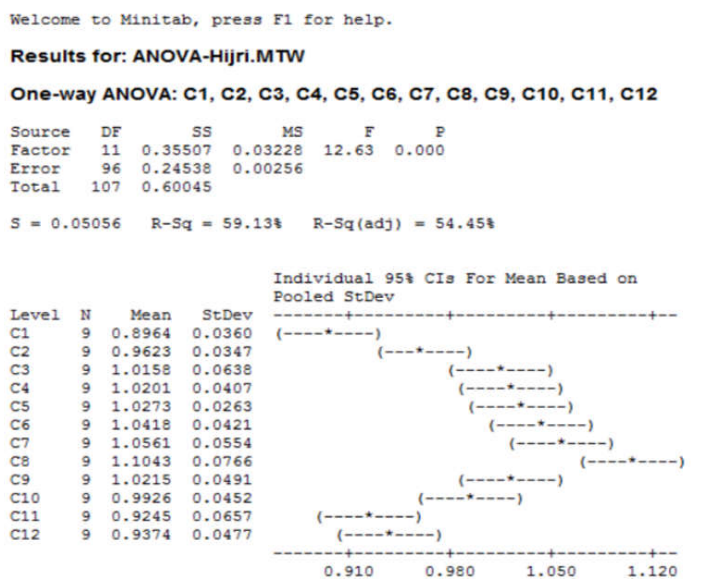 Welcome to Minitab, press F1 for help.
Results for: ANOVA-Hijri.MTW
One-way ANOVA: C1, C2, C3, C4, C5, C6, C7, C8, C9, C10, C11, C12
Source DF SS MS F P
Factor 11 0.35507 0.03228 12.63 0.000
Error 96 0.24538 0.00256
Total 107 0.60045
S = 0.05056 R-Sq = 59.13% R-Sq(adj) = 54.45%
Individual 95% CIs For Mean Based on
Pooled StDev
Level N Mean StDev -------+---------+---------+---------+--
C1 9 0.8964 0.0360 (----*----)
C2 9 0.9623 0.0347 (---*----)
C3 9 1.0158 0.0638 (----*----)
C4 9 1.0201 0.0407 (----*----)
C5 9 1.0273 0.0263 (----*----)
C6 9 1.0418 0.0421 (----*----)
C7 9 1.0561 0.0554 (----*----)
C8 9 1.1043 0.0766 (----*----)
C9 9 1.0215 0.0491 (----*----)
C10 9 0.9926 0.0452 (----*----)
C11 9 0.9245 0.0657 (----*----)
C12 9 0.9374 0.0477 (----*----)
-------+---------+---------+---------+--
0.910 0.980 1.050 1.120